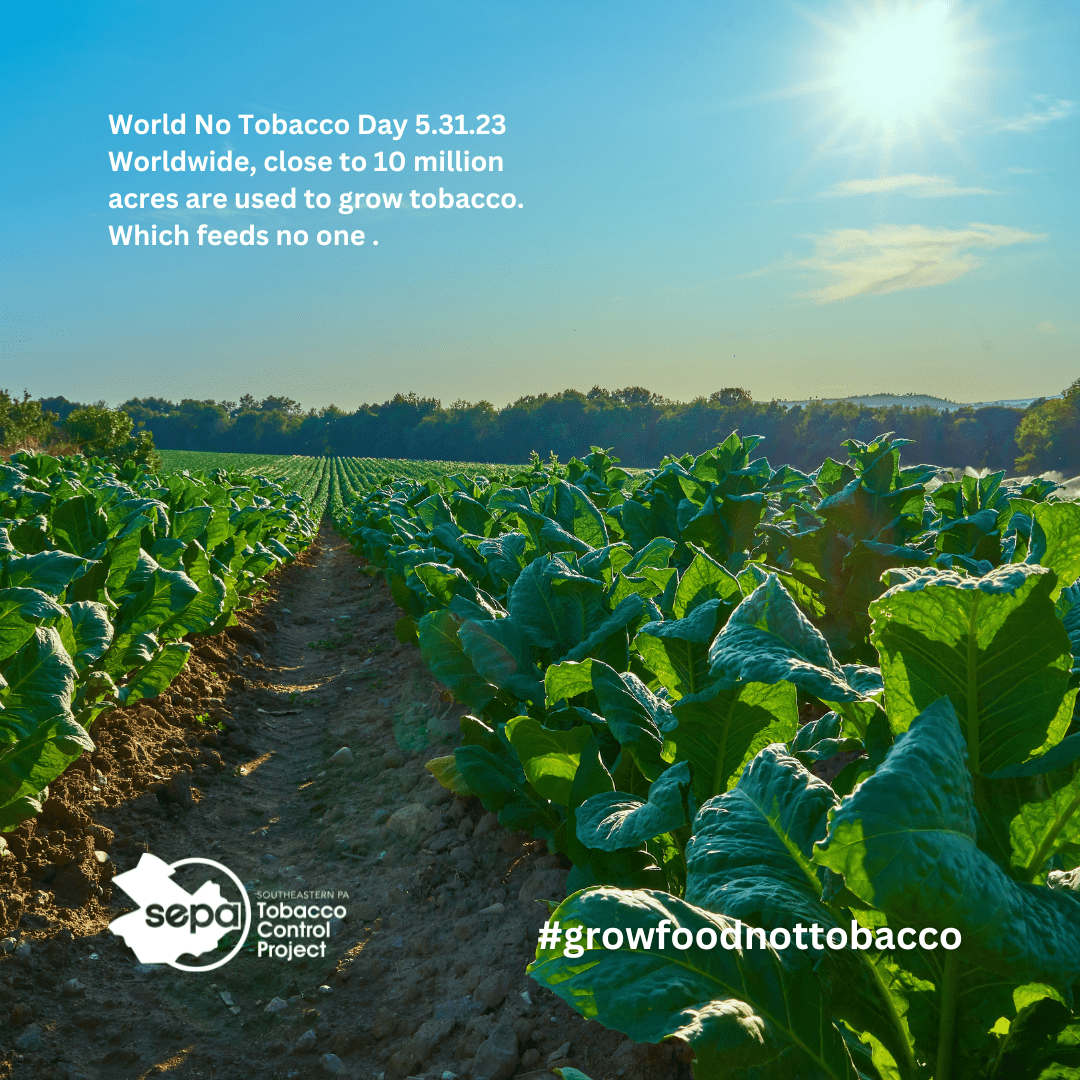 World No Tobacco Day 5.31.23
Worldwide, close to 10 million
acres are used to grow tobacco.
Which feeds no one .
sepa
SOUTHEASTERN PA
Tobacco
Control
Project
#growfoodnottobacco